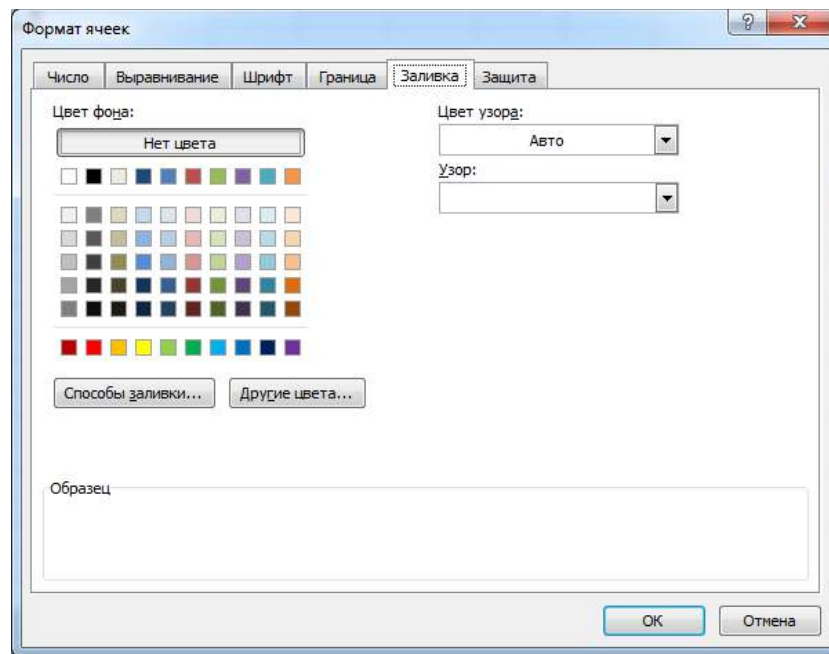 Формат ячеек
Число Выравнивание Шрифт Граница Заливка Защита
Цвет фона:
Нет цвета
Цвет узора:
Авто
Узор:
Способы заливки... Другие цвета...
Образец
ОК Отмена